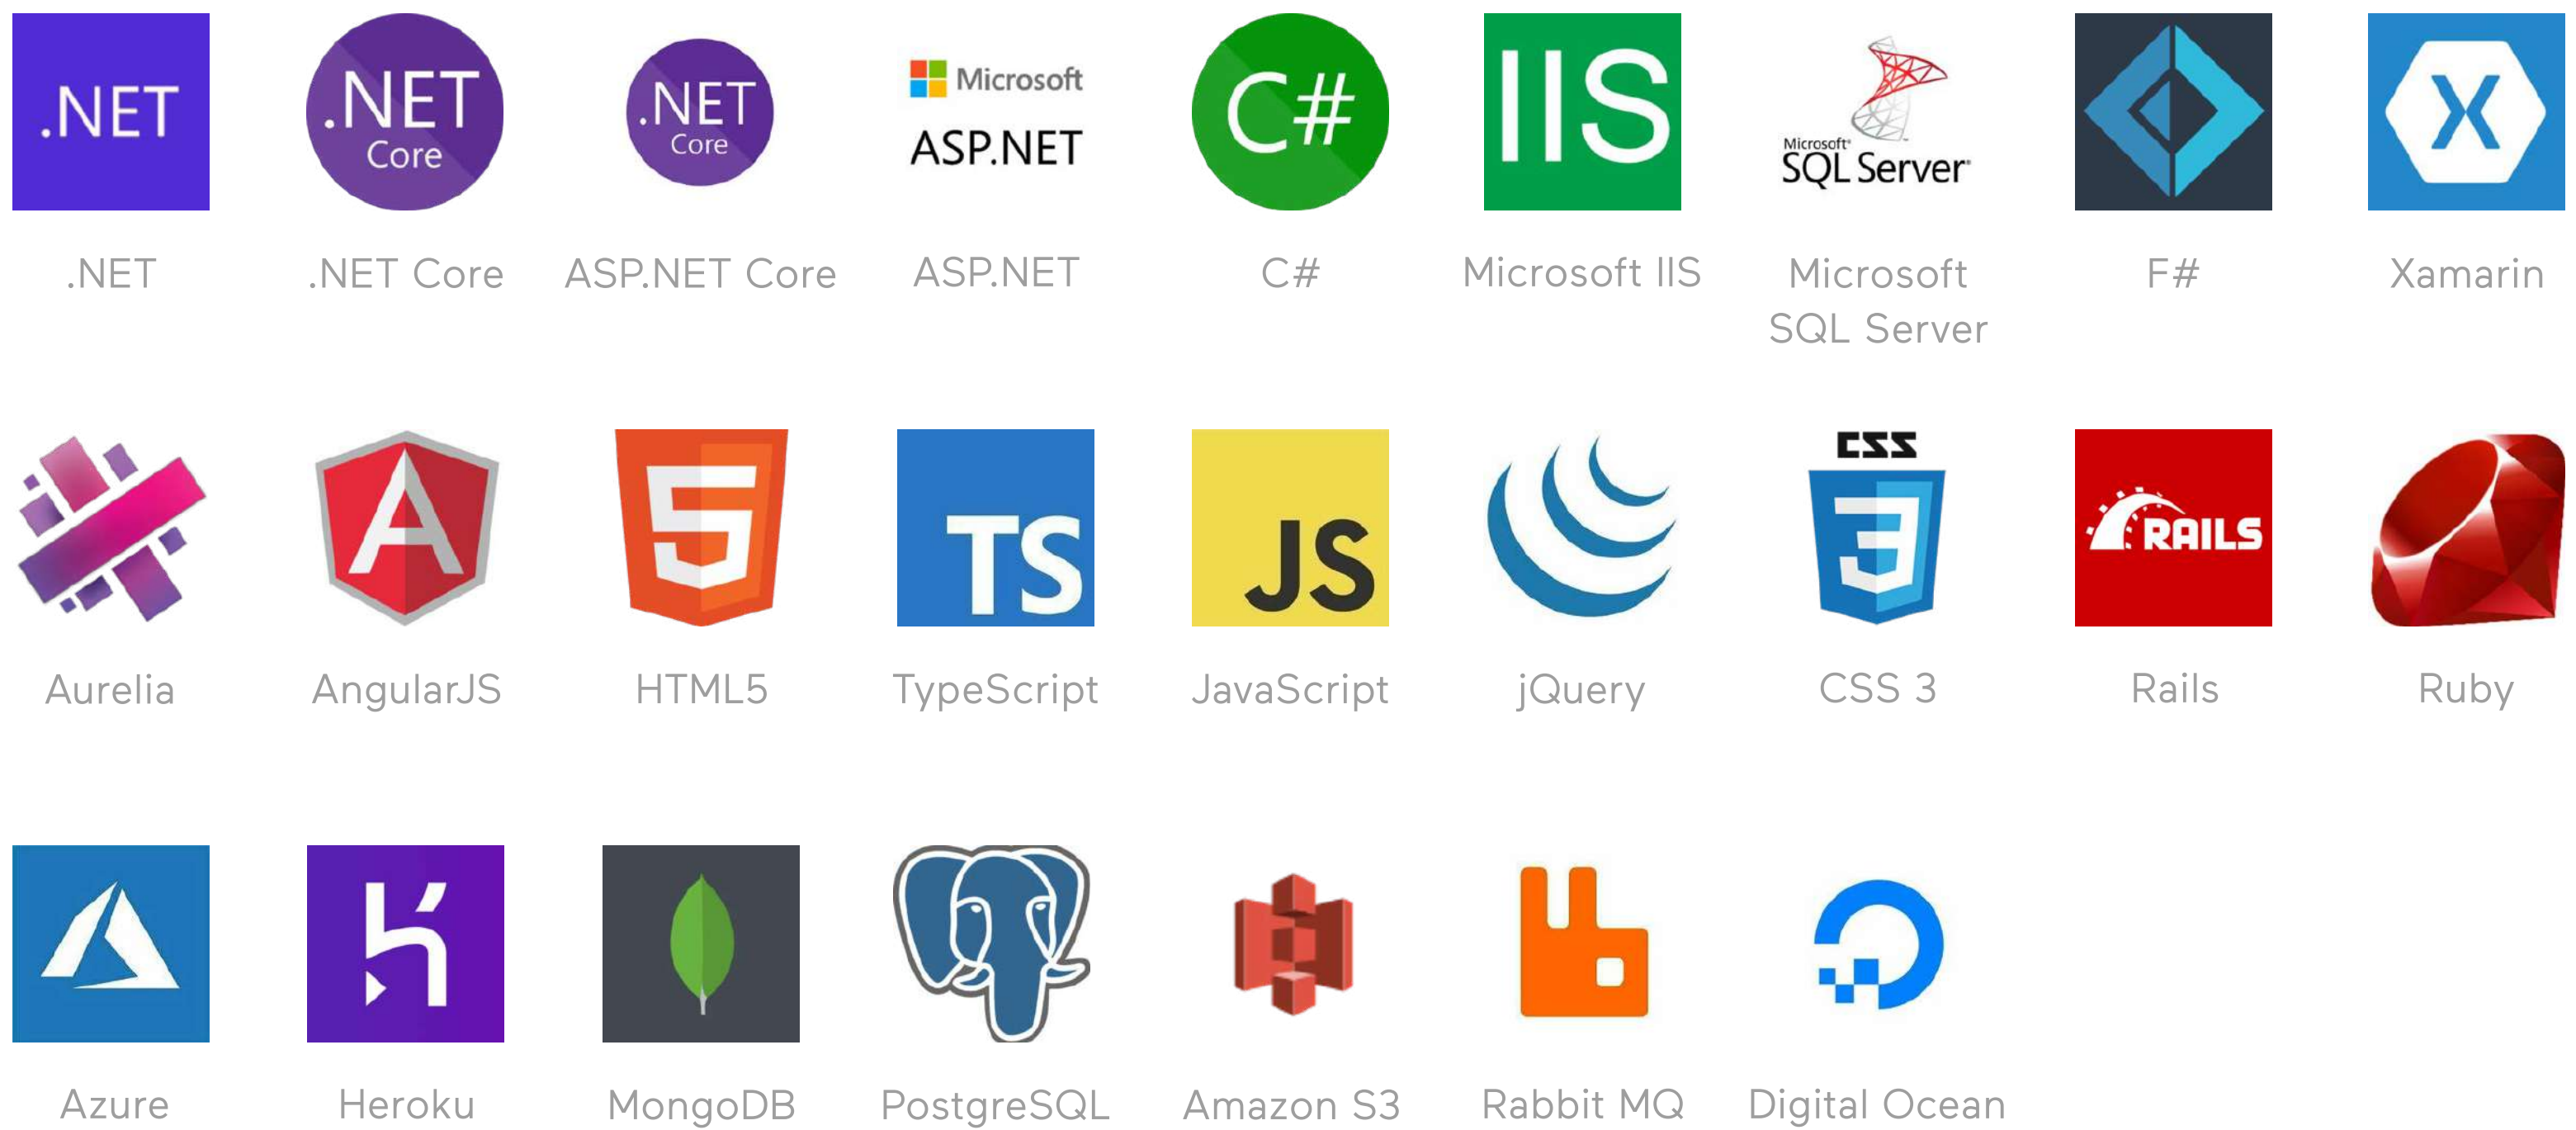 .NET
.NET
Core
.NET
Core
Microsoft
ASP.NET
C#
IIS
Microsoft®
SQL Server®
.NET
.NET Core
ASP.NET Core
ASP.NET
C#
Microsoft IIS
Microsoft
SQL Server
F#
Xamarin
5
TS
JS
CSS
3
RAILS
Aurelia
AngularJS
HTML5
TypeScript
JavaScript
jQuery
CSS 3
Rails
Ruby
Azure
Heroku
MongoDB
PostgreSQL
Amazon S3
Rabbit MQ
Digital Ocean